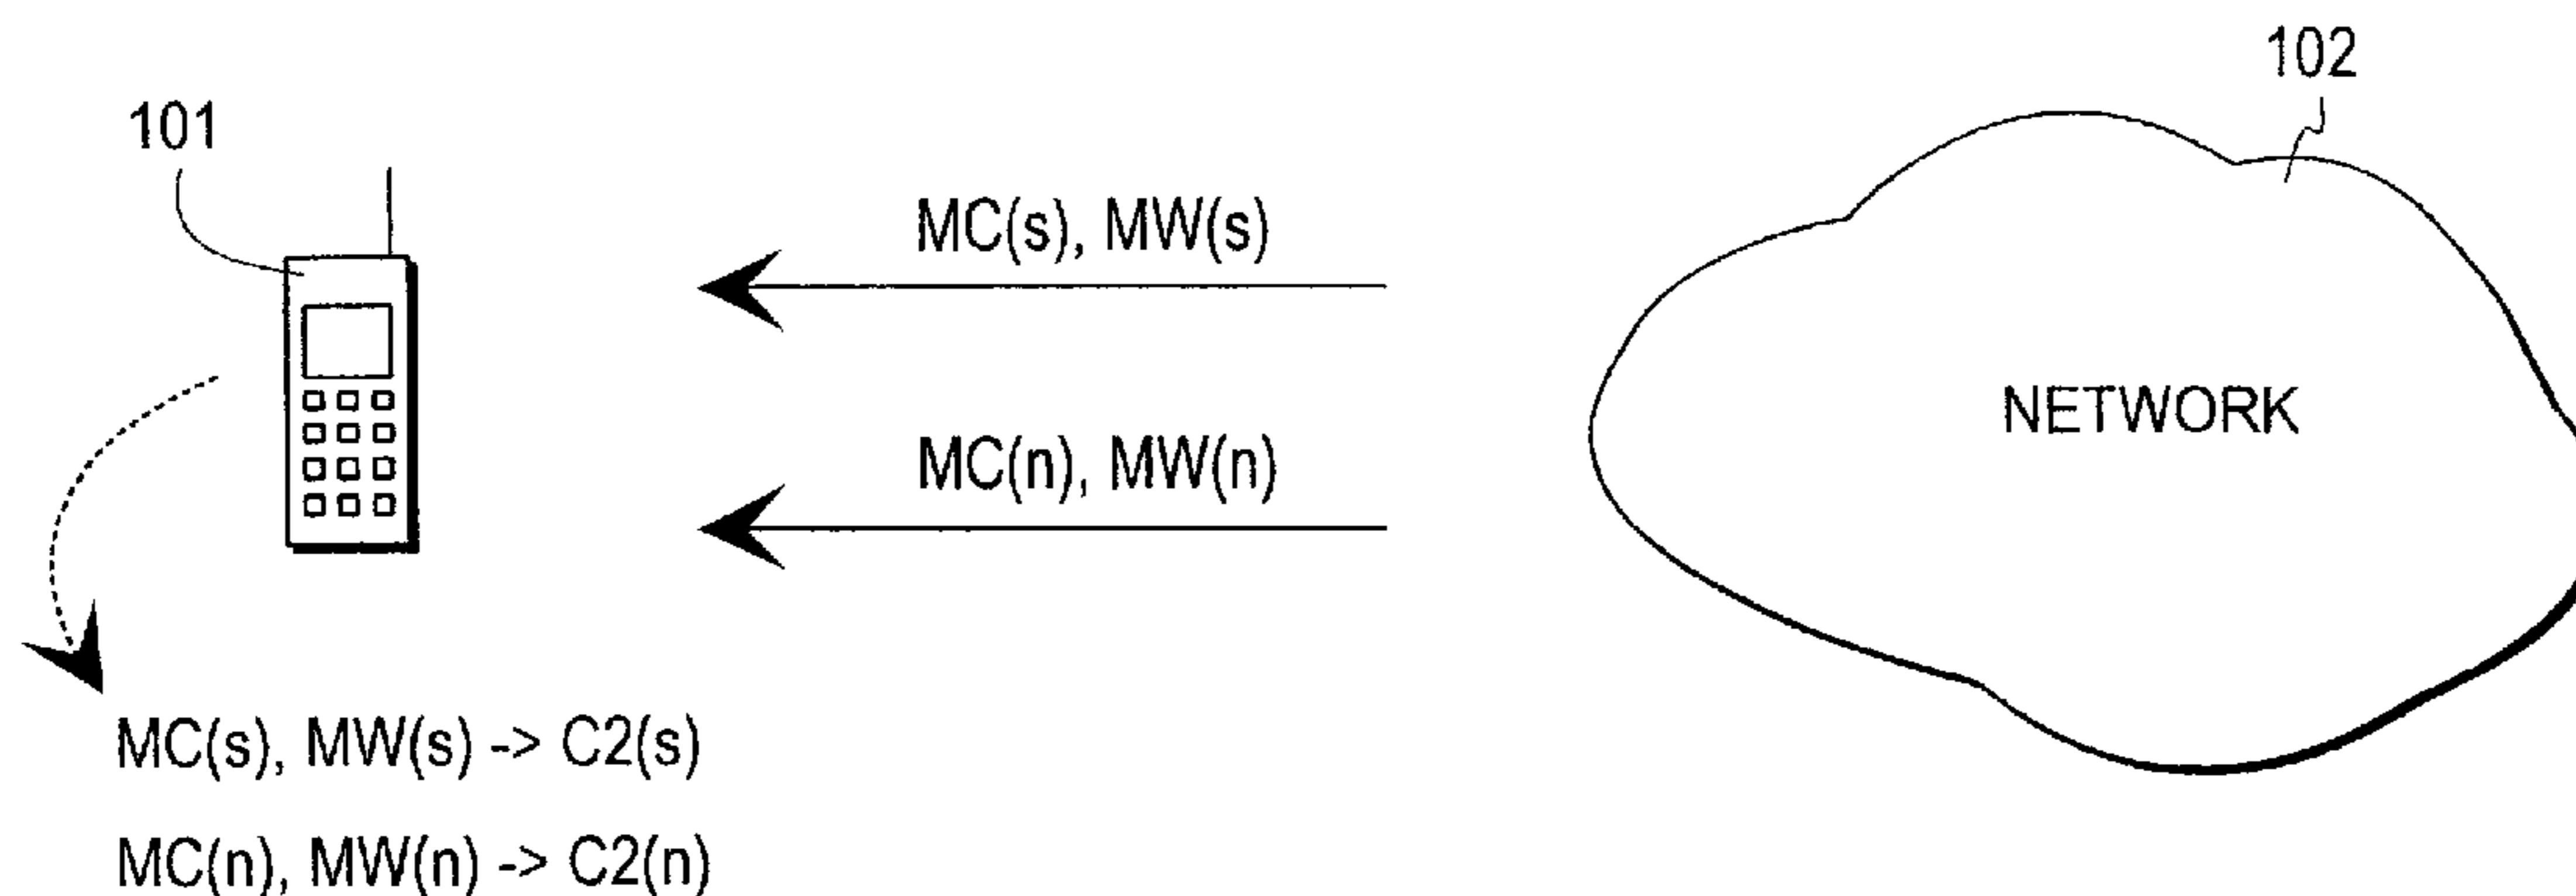 102
101
MC(s), MW(s)
MC(n), MW(n)
NETWORK
MC(s), MW(s) -> C2(s)
MC(n), MW(n) -> C2(n)